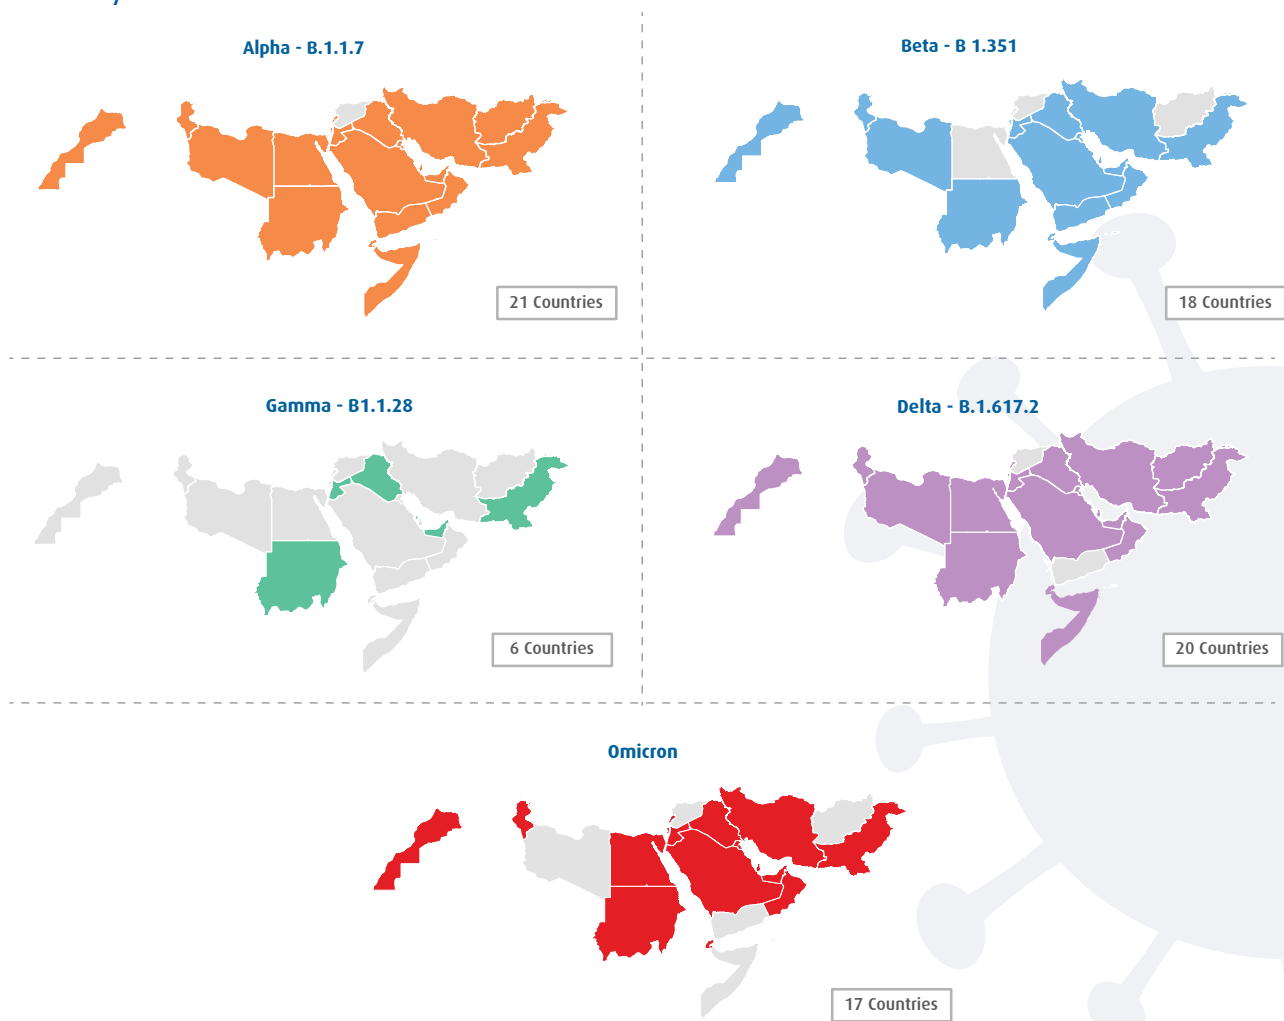 Alpha - B.1.1.7
Beta - B 1.351
21 Countries
18 Countries
Gamma - B1.1.28
Delta - B.1.617.2
6 Countries
20 Countries
Omicron
17 Countries